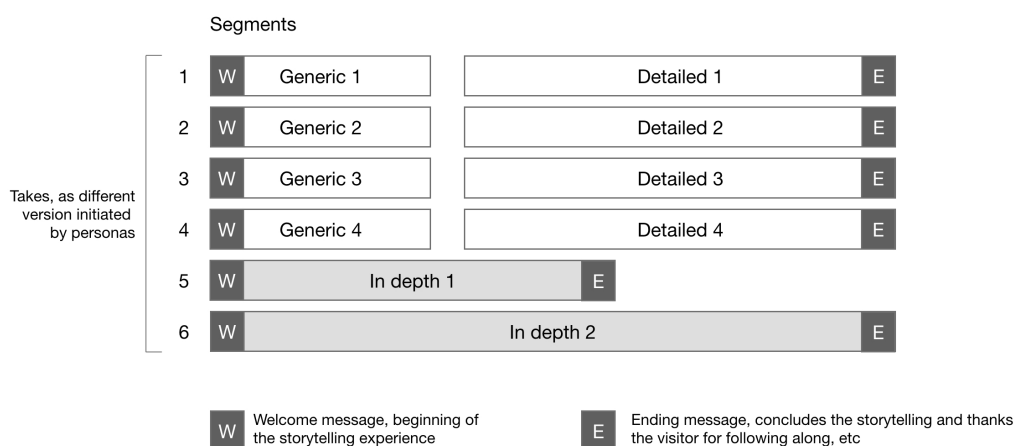 Segments
1 W Generic 1 Detailed 1 E
2 W Generic 2 Detailed 2 E
3 W Generic 3 Detailed 3 E
Takes, as different
version initiated
by personas
4 W Generic 4 Detailed 4 E
5 W In depth 1 E
6 W In depth 2 E
W Welcome message, beginning of
the storytelling experience
E Ending message, concludes the storytelling and thanks
the visitor for following along, etc